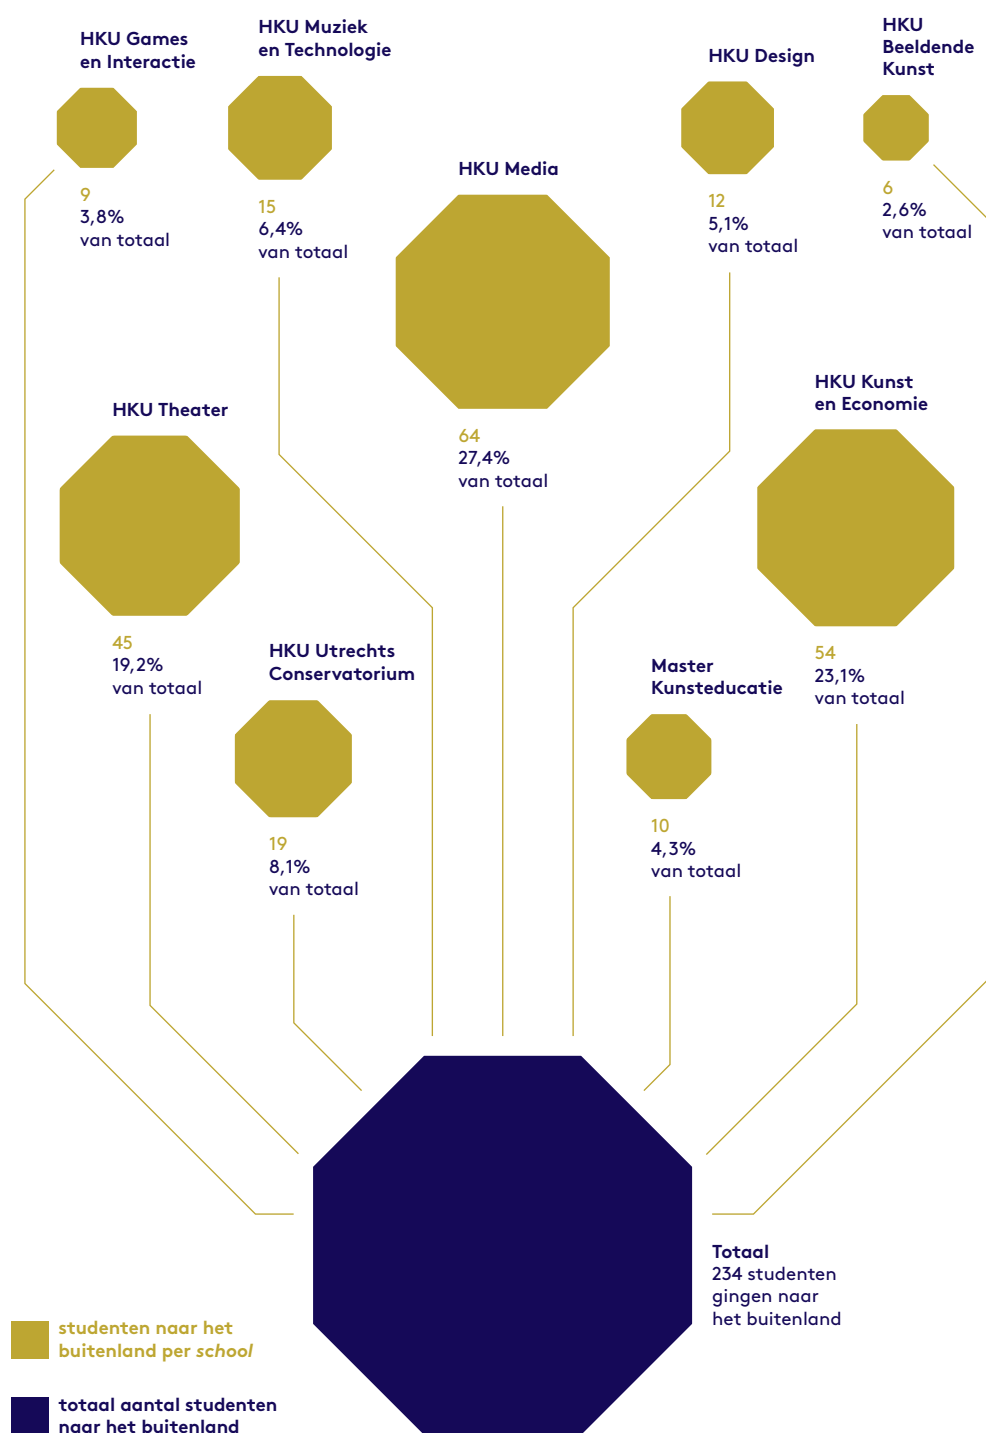 HKU Games
en Interactie
9
3,8%
van totaal
HKU Muziek
en Technologie
15
6,4%
van totaal
HKU Media
64
27,4%
van totaal
HKU Design
12
5,1%
van totaal
HKU
Beeldende
Kunst
6
2,6%
van totaal
HKU Theater
45
19,2%
van totaal
HKU Utrechts
Conservatorium
19
8,1%
van totaal
Master
Kunsteducatie
10
4,3%
van totaal
HKU Kunst
en Economie
54
23,1%
van totaal
Totaal
234 studenten
gingen naar
het buitenland
studenten naar het
buitenland per school
totaal aantal studenten
naar het buitenland